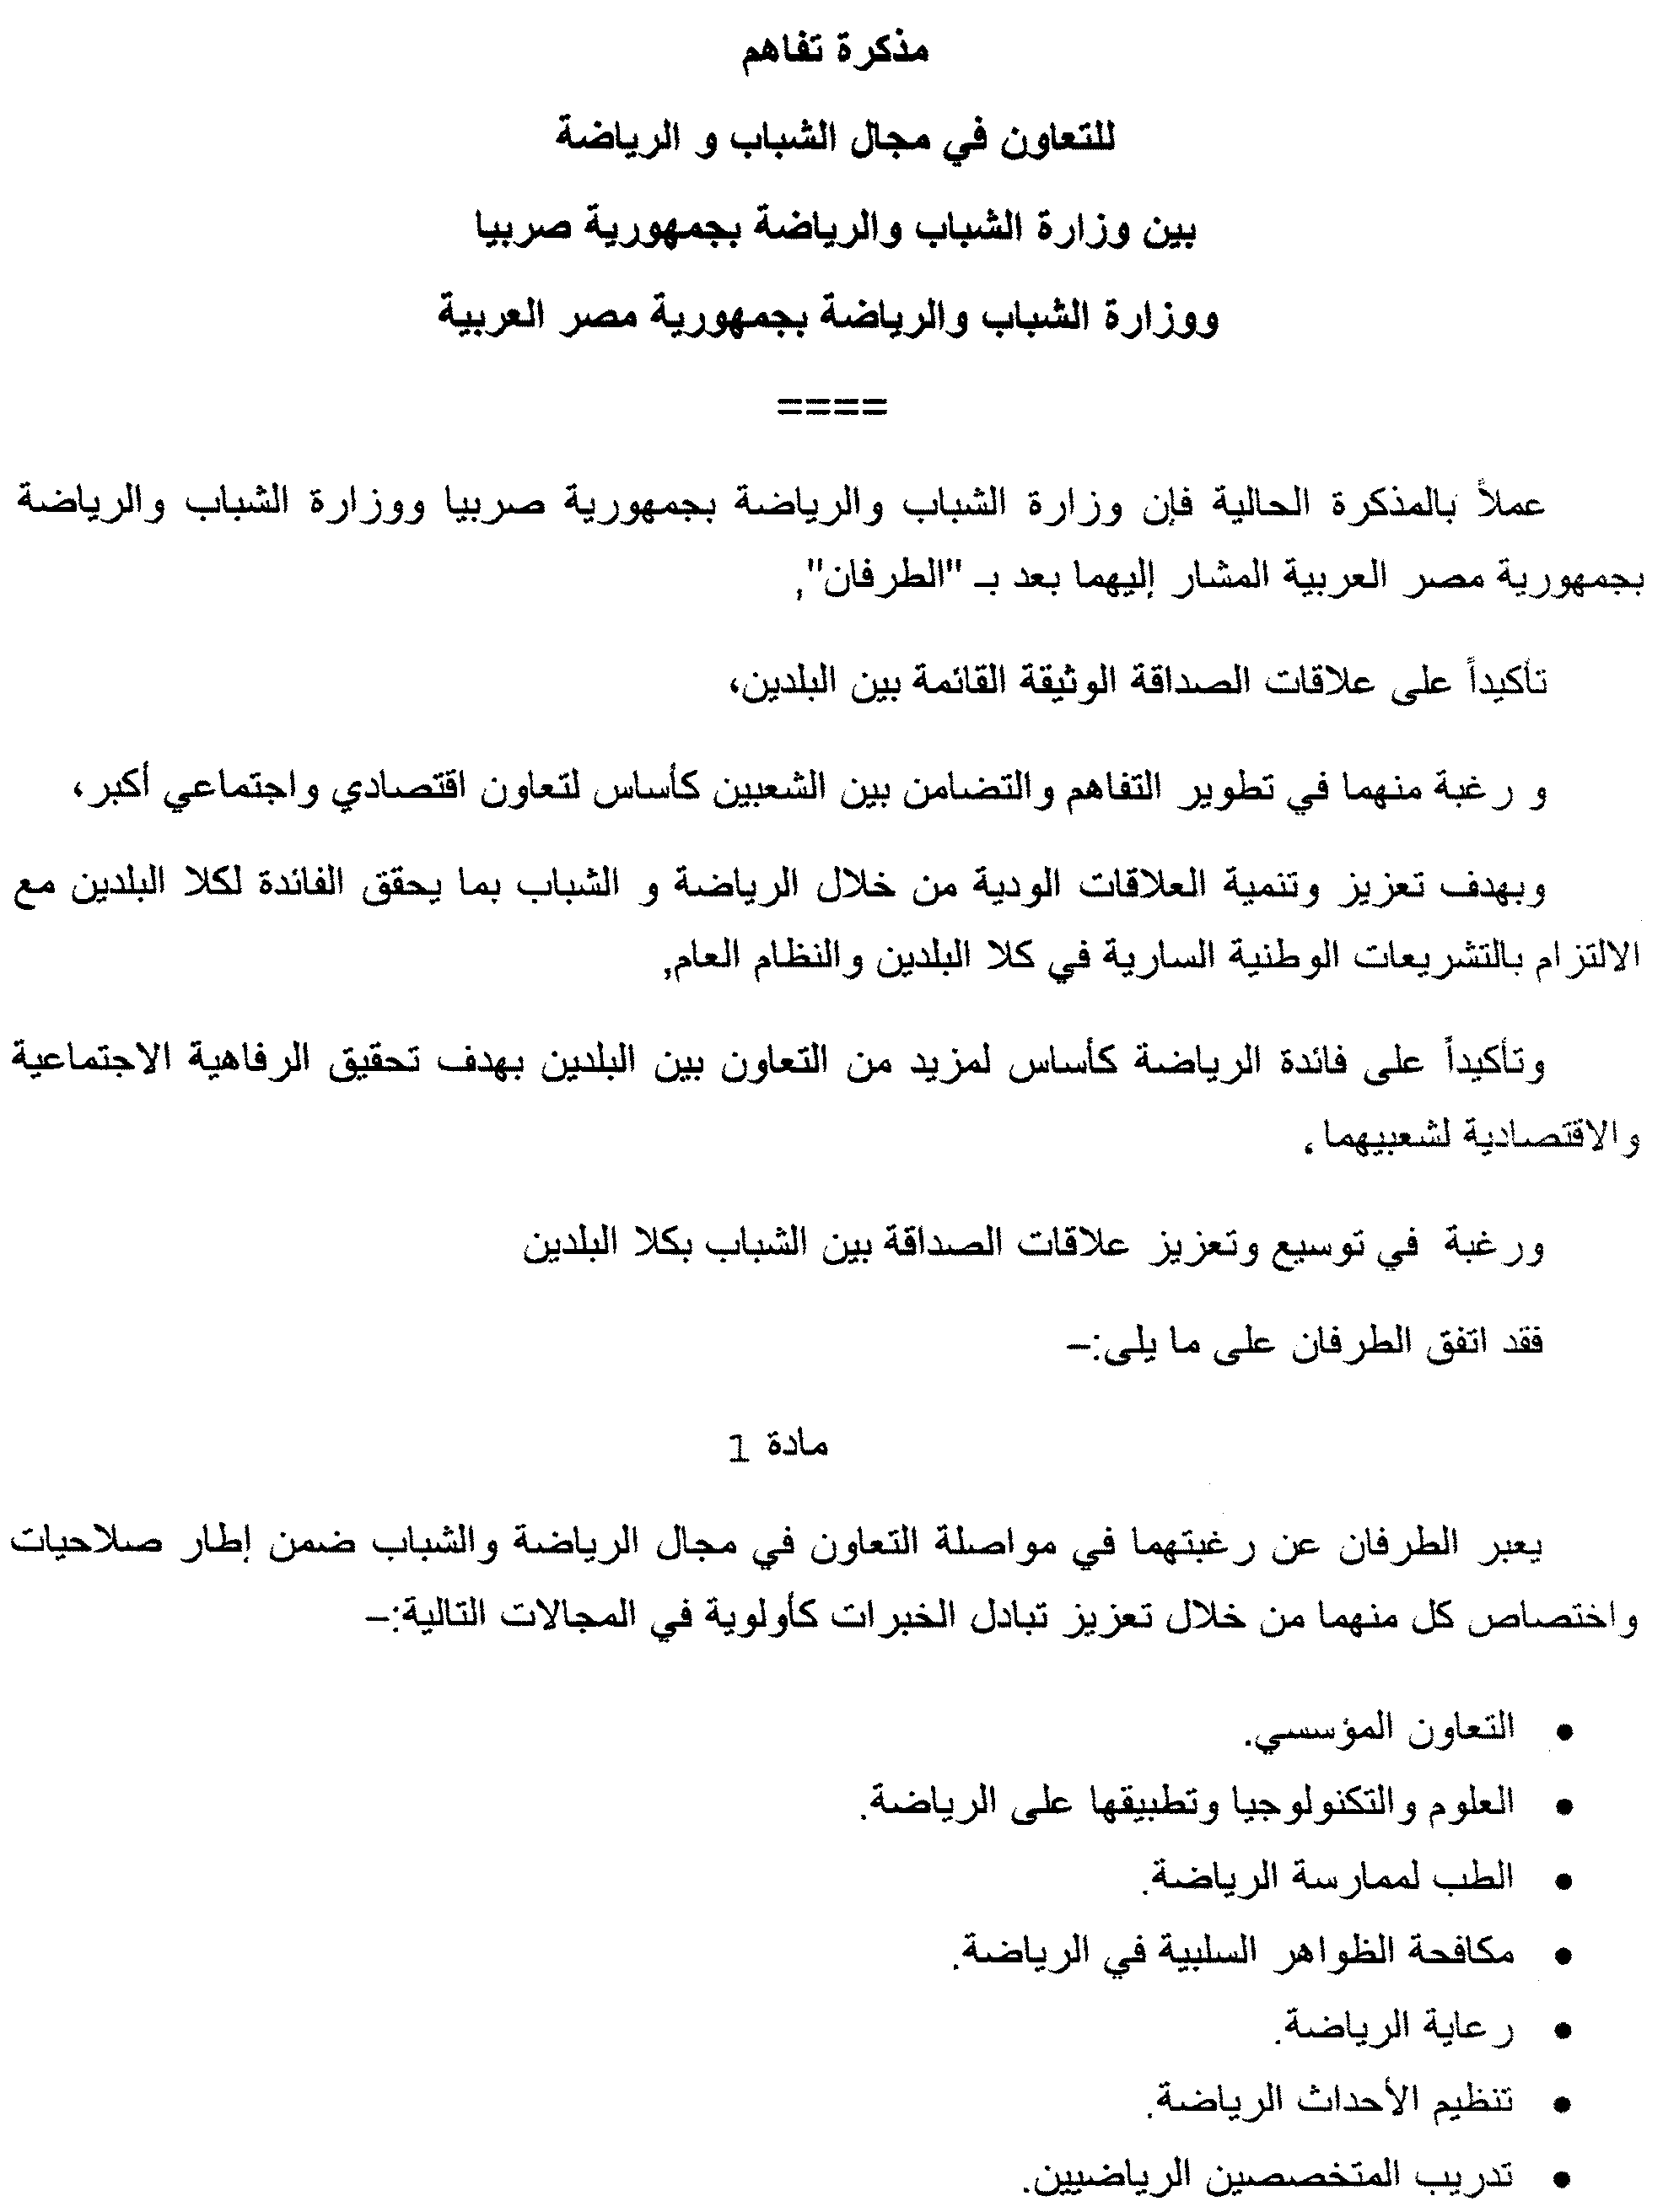 مذكرة تفاهم
للتعاون في مجال الشباب و الرياضة
بين وزارة الشباب والرياضة بجمهورية صربيا
ووزارة الشباب والرياضة بجمهورية مصر العربية
====
عملاً بالمذكرة الحالية فإن وزارة الشباب والرياضة بجمهورية صربيا ووزارة الشباب والرياضة
بجمهورية مصر العربية المشار إليهما بعد بـ "الطرفان",
تأكيداً على علاقات الصداقة الوثيقة القائمة بين البلدين،
و رغبة منهما في تطوير التفاهم والتضامن بين الشعبين كأساس لتعاون اقتصادي واجتماعي أكبر،
وبهدف تعزيز وتنمية العلاقات الودية من خلال الرياضة و الشباب بما يحقق الفائدة لكلا البلدين مع
الالتزام بالتشريعات الوطنية السارية في كلا البلدين والنظام العام,
وتأكيداً على فائدة الرياضة كأساس لمزيد من التعاون بين البلدين بهدف تحقيق الرفاهية الاجتماعية
والاقتصادية لشعبيهما ،
ورغبة في توسيع وتعزيز علاقات الصداقة بين الشباب بكلا البلدين
فقد اتفق الطرفان على ما يلى:–
مادة 1
يعبر الطرفان عن رغبتهما في مواصلة التعاون في مجال الرياضة والشباب ضمن إطار صلاحيات
واختصاص كل منهما من خلال تعزيز تبادل الخبرات كأولوية في المجالات التالية:–
• التعاون المؤسسي.
• العلوم والتكنولوجيا وتطبيقها على الرياضة.
• الطب لممارسة الرياضة.
• مكافحة الظواهر السلبية في الرياضة.
• رعاية الرياضة.
• تنظيم الأحداث الرياضة.
• تدريب المتخصصين الرياضيين.